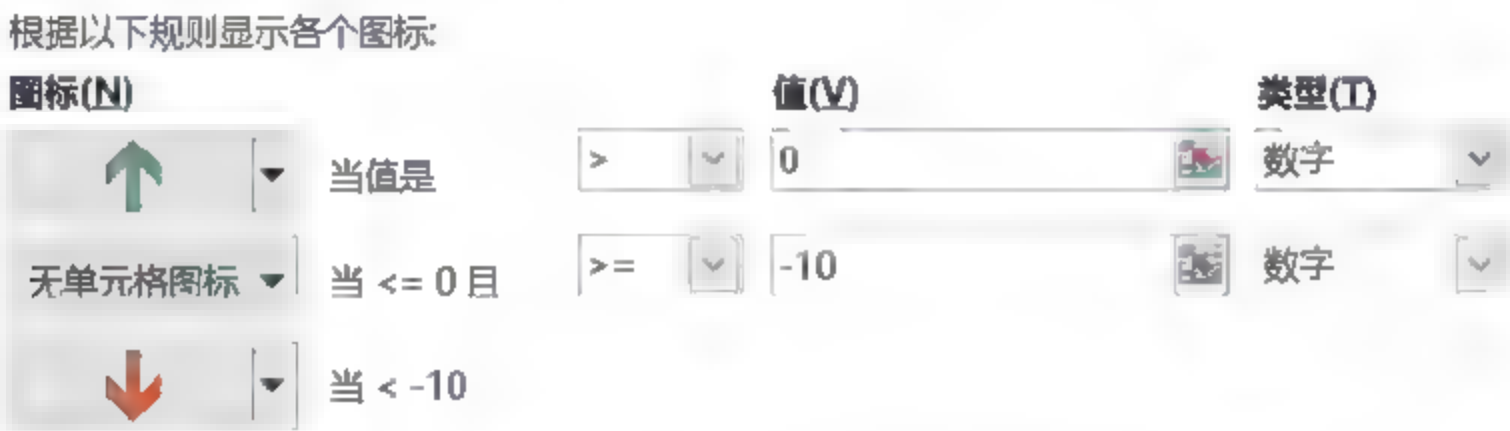 根据以下规则显示各个图标:
图标(N) 值(V) 类型(T)
当值是 > 0 数字
无单元格图标 当 <= 0 且 >= -10 数字
当 < -10